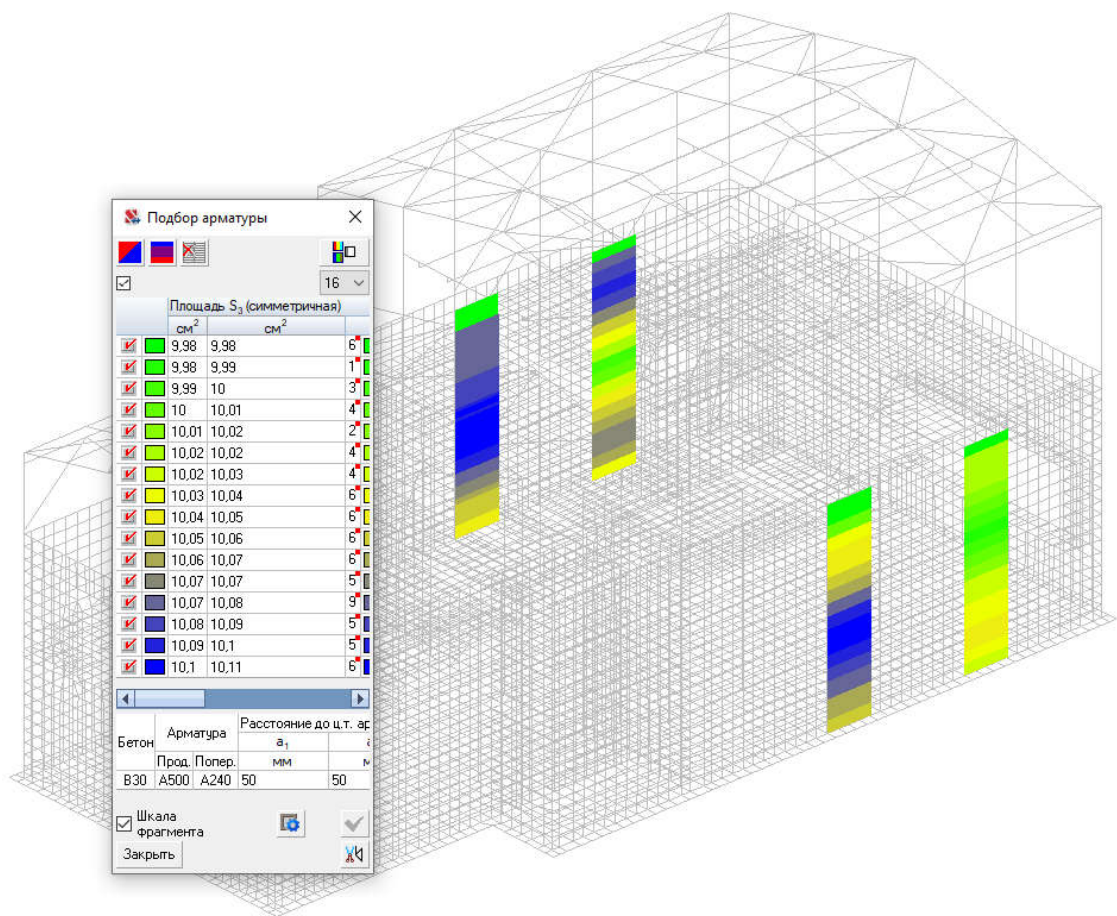 Подбор арматуры
16
Площадь S3 (симметричная)
см2 см2
9,98 9,98 6
9,98 9,99 1
9,99 10 3
10 10,01 4
10,01 10,02 2
10,02 10,02 4
10,02 10,03 4
10,03 10,04 6
10,04 10,05 6
10,05 10,06 6
10,06 10,07 6
10,07 10,07 5
10,07 10,08 9
10,08 10,09 5
10,09 10,1 5
10,1 10,11 6
Бетон Арматура Расстояние до ц.т. ар
a1
Прод. Попер. мм
B30 A500 A240 50 50
Шкала
фрагмента
Закрыть